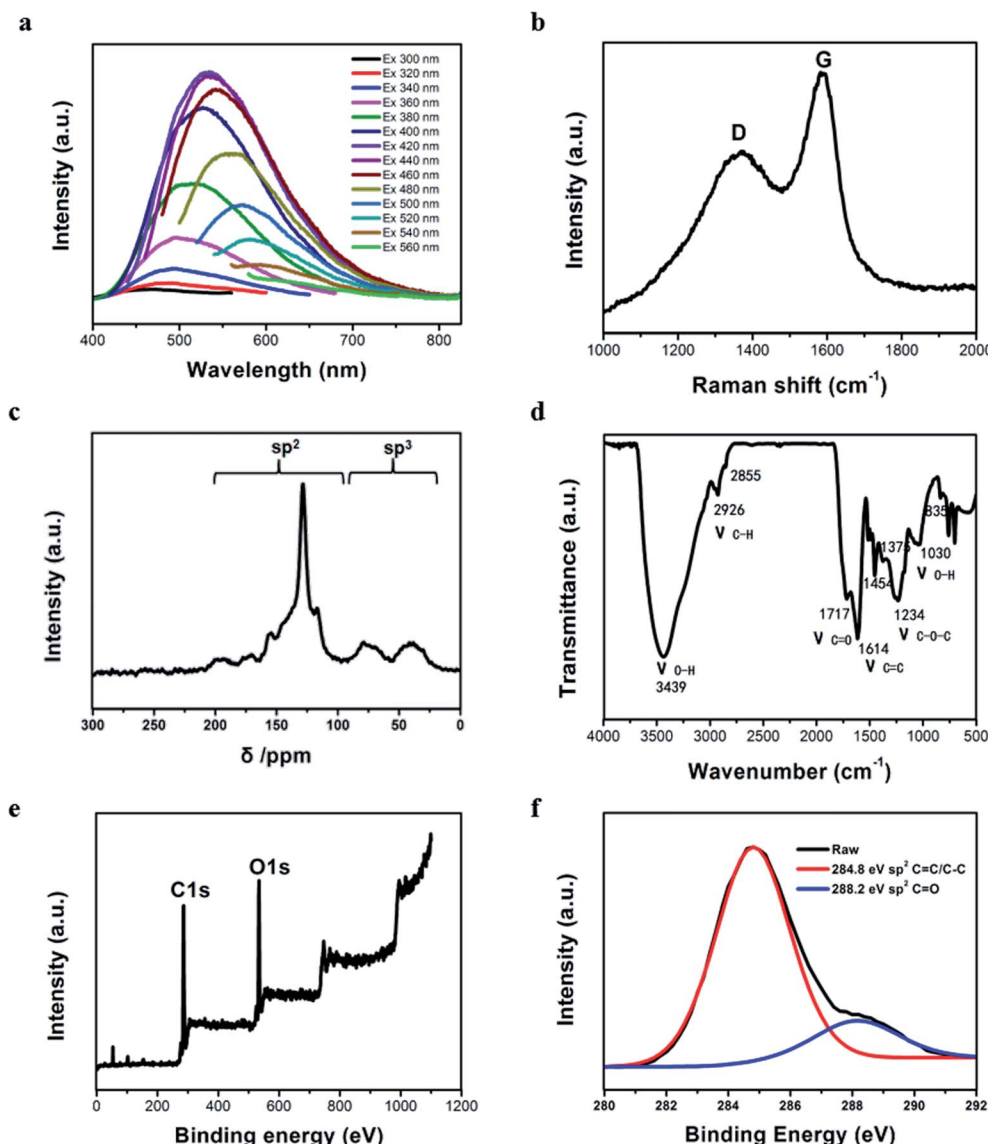 a
Intensity (a.u.)
Ex 300 nm
Ex 320 nm
Ex 340 nm
Ex 360 nm
Ex 380 nm
Ex 400 nm
Ex 420 nm
Ex 440 nm
Ex 460 nm
Ex 480 nm
Ex 500 nm
Ex 520 nm
Ex 540 nm
Ex 560 nm
400 500 600 700 800
Wavelength (nm)
b
Intensity (a.u.)
D
G
1000 1200 1400 1600 1800 2000
Raman shift (cm⁻¹)
c
Intensity (a.u.)
sp² sp³
300 250 200 150 100 50 0
δ /ppm
d
Transmittance (a.u.)
2855
2926
V C-H
V O-H
3439
1717
V C=O
1614
V C=C
1454
1375
1234
V C-O-C
1030
V O-H
835
4000 3500 3000 2500 2000 1500 1000 500
Wavenumber (cm⁻¹)
e
Intensity (a.u.)
C1s
O1s
0 200 400 600 800 1000 1200
Binding energy (eV)
f
Intensity (a.u.)
Raw
284.8 eV sp² C=C/C-C
288.2 eV sp² C=O
280 282 284 286 288 290 292
Binding Energy (eV)